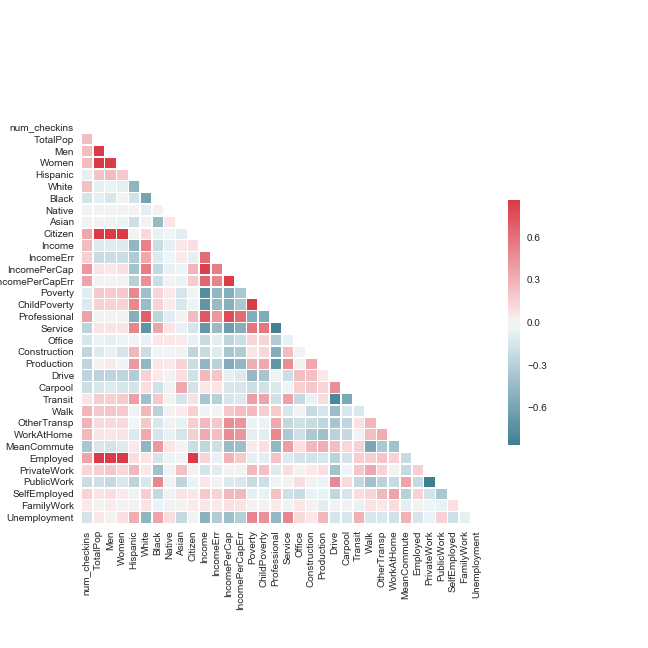 num_checkins
TotalPop
Men
Women
Hispanic
White
Black
Native
Asian
Citizen
Income
IncomeErr
IncomePerCap
ncomePerCapErr
Poverty
ChildPoverty
Professional
Service
Office
Construction
Production
Drive
Carpool
Transit
Walk
OtherTransp
WorkAtHome
MeanCommute
Employed
PrivateWork
PublicWork
SelfEmployed
FamilyWork
Unemployment
num_checkins
TotalPop
Men
Women
Hispanic
White
Black
Native
Asian
Citizen
Income
IncomeErr
IncomePerCap
IncomePerCapErr
Poverty
ChildPoverty
Professional
Service
Office
Construction
Production
Drive
Carpool
Transit
Walk
OtherTransp
WorkAtHome
MeanCommute
Employed
PrivateWork
PublicWork
SelfEmployed
FamilyWork
Unemployment
0.6
0.3
0.0
−0.3
−0.6